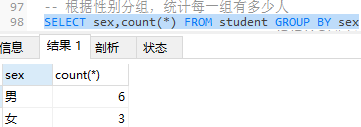 97 -- 根据性别分组，统计每一组有多少人
98 SELECT sex,count(*) FROM student GROUP BY sex
信息 结果 1 剖析 状态
sex count(*)
男 6
女 3